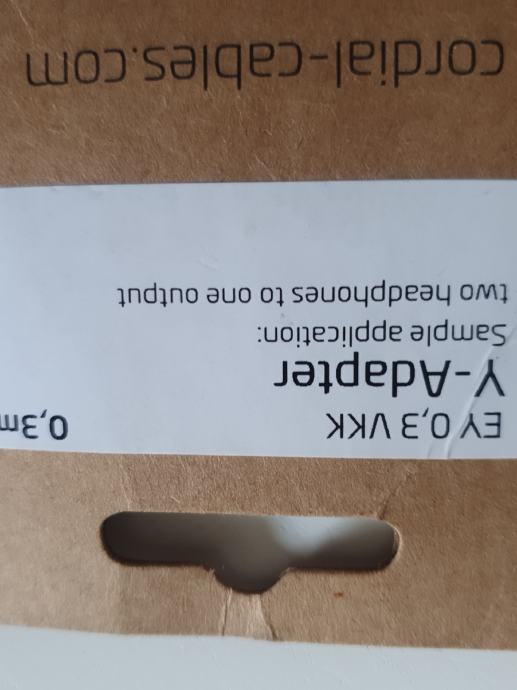 EY 0,3 VKK 0,3m
Y-Adapter
Sample application:
two headphones to one output
cordial-cables.com